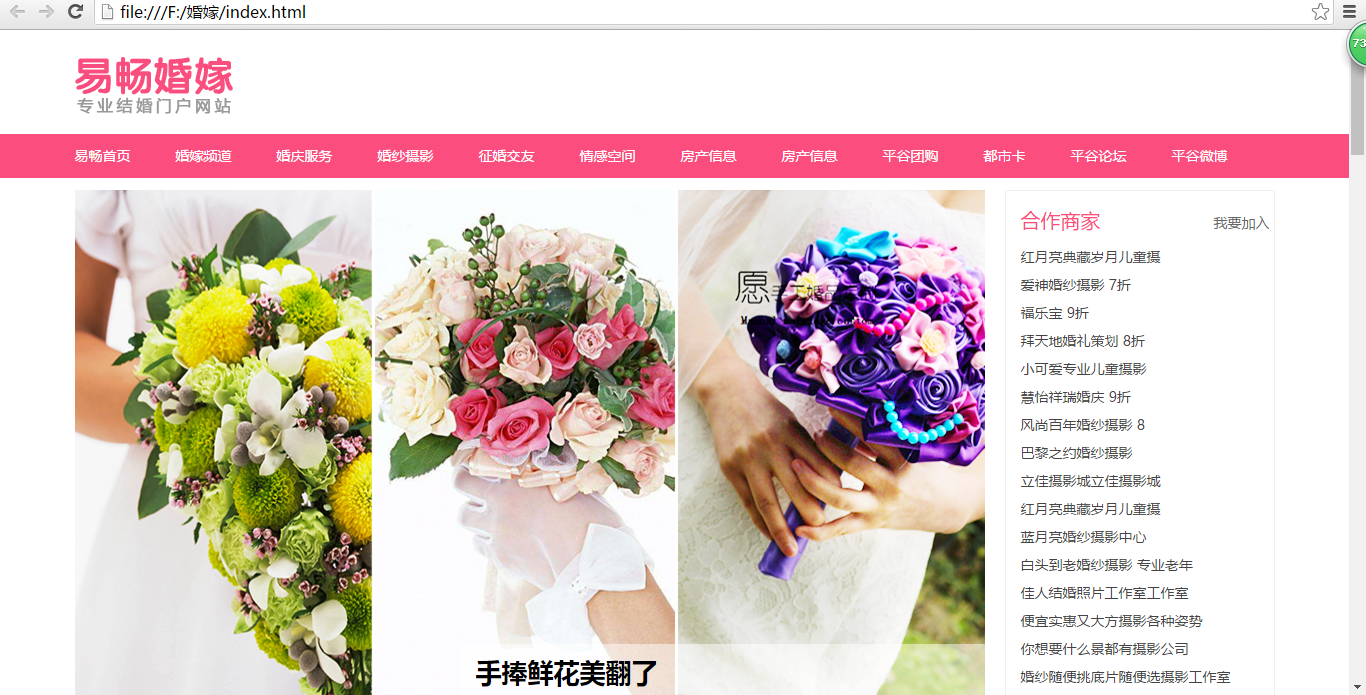 file:///F:/婚嫁/index.html
73
易畅婚嫁
专业结婚门户网站
易畅首页 婚嫁频道 婚庆服务 婚纱摄影 征婚交友 情感空间 房产信息 房产信息 平谷团购 都市卡 平谷论坛 平谷微博
愿手工婚品
手捧鲜花美翻了
合作商家 我要加入
红月亮典藏岁月儿童摄
爱神婚纱摄影 7折
福乐宝 9折
拜天地婚礼策划 8折
小可爱专业儿童摄影
慧怡祥瑞婚庆 9折
风尚百年婚纱摄影 8
巴黎之约婚纱摄影
立佳摄影城立佳摄影城
红月亮典藏岁月儿童摄
蓝月亮婚纱摄影中心
白头到老婚纱摄影 专业老年
佳人结婚照片工作室工作室
便宜实惠又大方摄影各种姿势
你想要什么景都有摄影公司
婚纱随便挑底片随便选摄影工作室